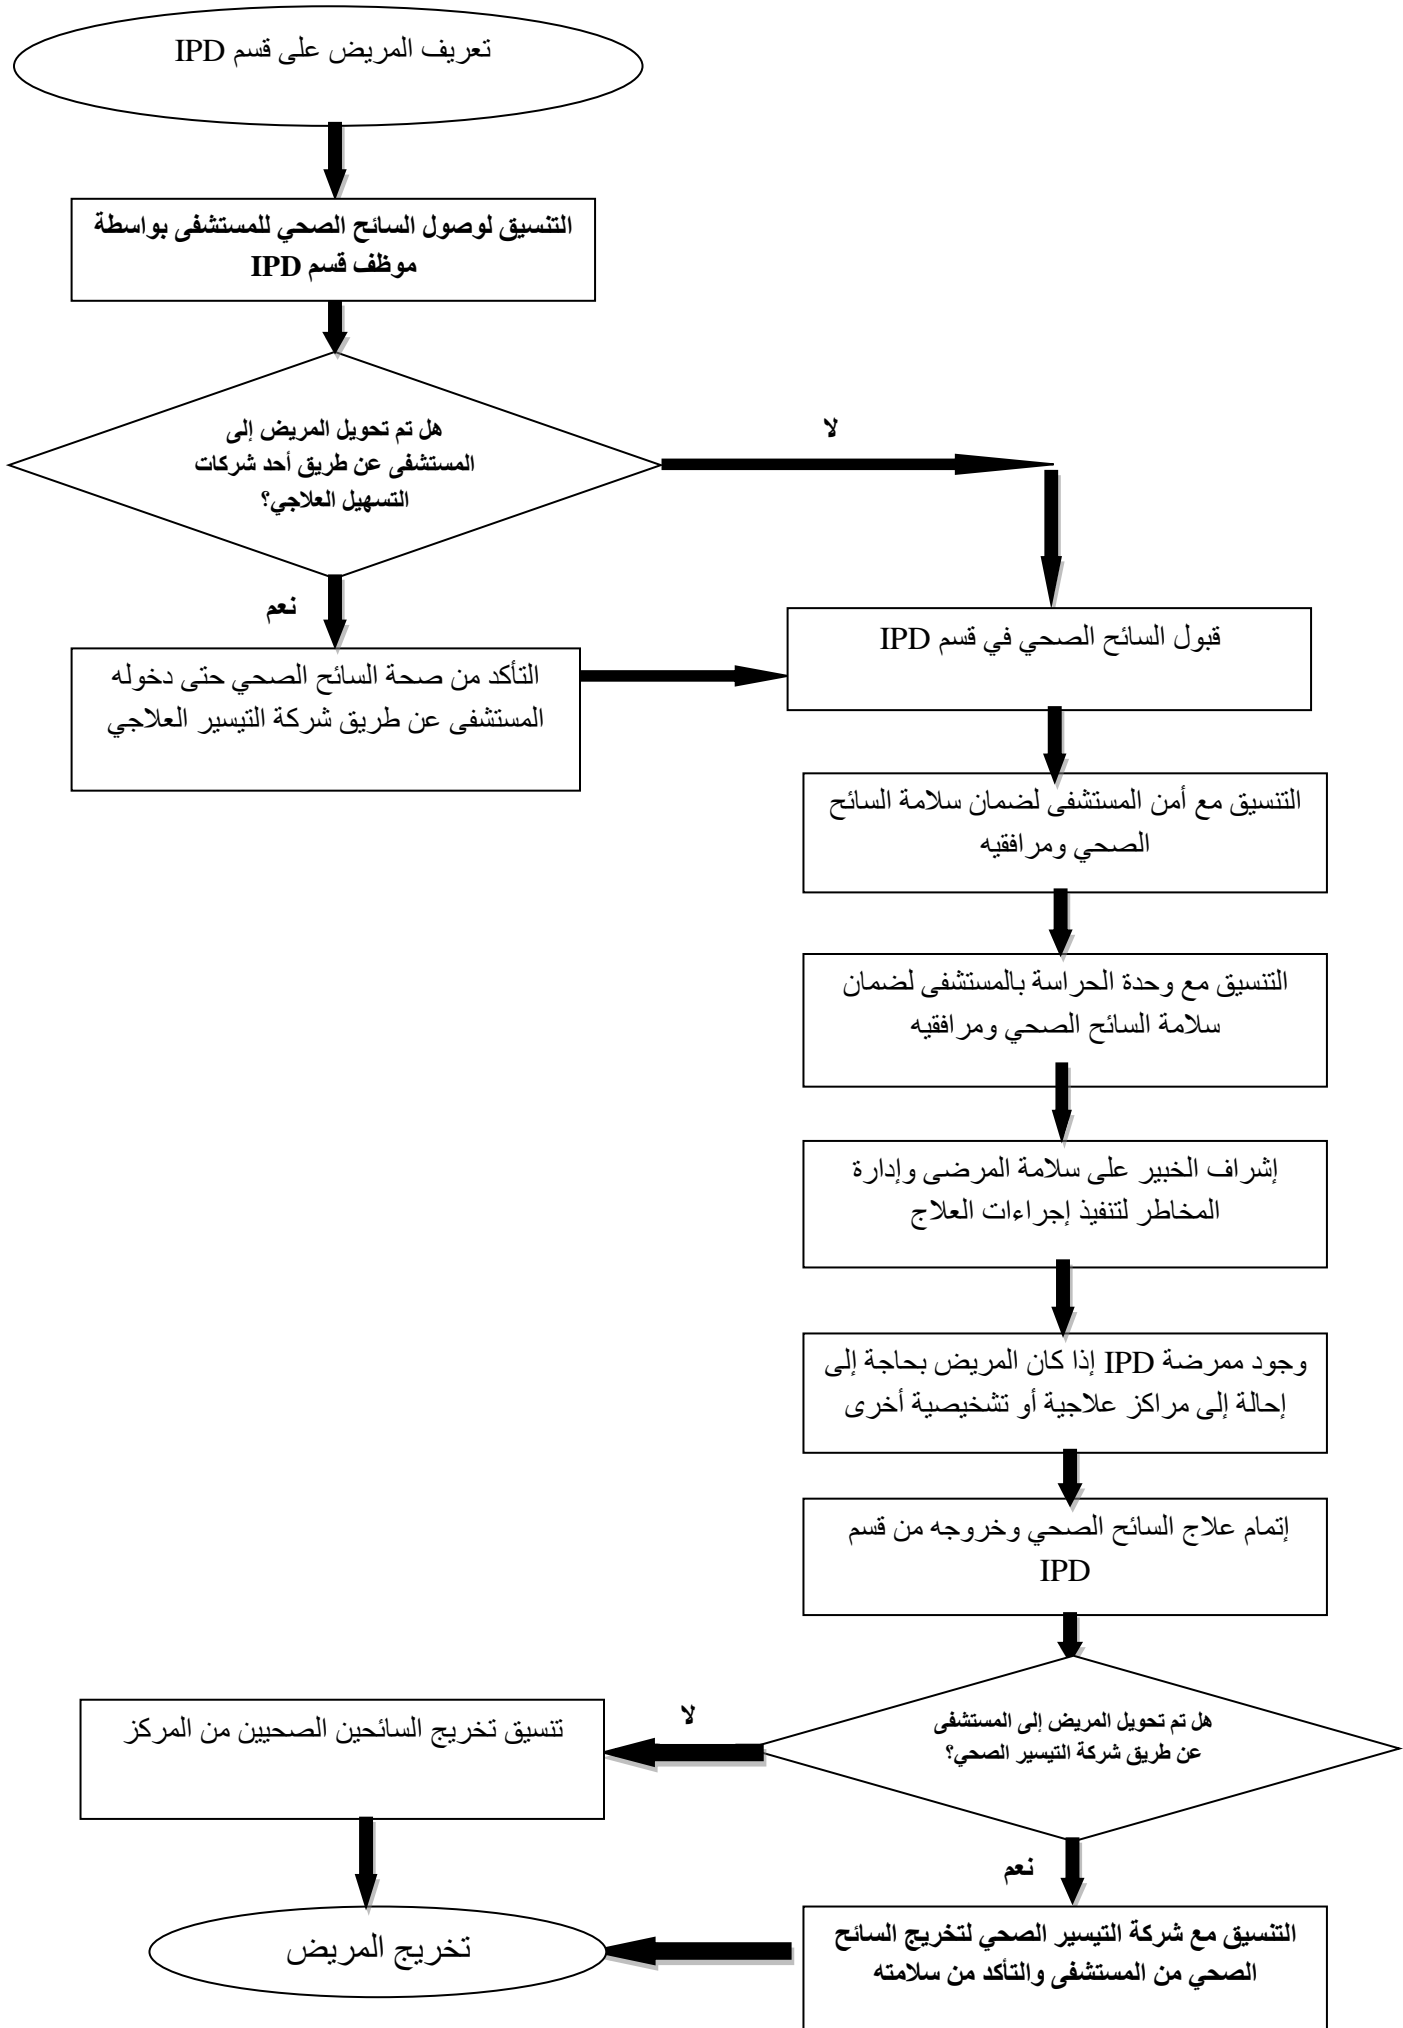 تعريف المريض على قسم IPD
التنسيق لوصول السائح الصحي للمستشفى بواسطة
موظف قسم IPD
هل تم تحويل المريض إلى
المستشفى عن طريق أحد شركات
التسهيل العلاجي؟
لا
نعم
قبول السائح الصحي في قسم IPD
التأكد من صحة السائح الصحي حتى دخوله
المستشفى عن طريق شركة التيسير العلاجي
التنسيق مع أمن المستشفى لضمان سلامة السائح
الصحي ومرافقيه
التنسيق مع وحدة الحراسة بالمستشفى لضمان
سلامة السائح الصحي ومرافقيه
إشراف الخبير على سلامة المرضى وإدارة
المخاطر لتنفيذ إجراءات العلاج
وجود ممرضة IPD إذا كان المريض بحاجة إلى
إحالة إلى مراكز علاجية أو تشخيصية أخرى
إتمام علاج السائح الصحي وخروجه من قسم
IPD
هل تم تحويل المريض إلى المستشفى
عن طريق شركة التيسير الصحي؟
لا
تنسيق تخريج السائحين الصحيين من المركز
نعم
التنسيق مع شركة التيسير الصحي لتخريج السائح
الصحي من المستشفى والتأكد من سلامته
تخريج المريض